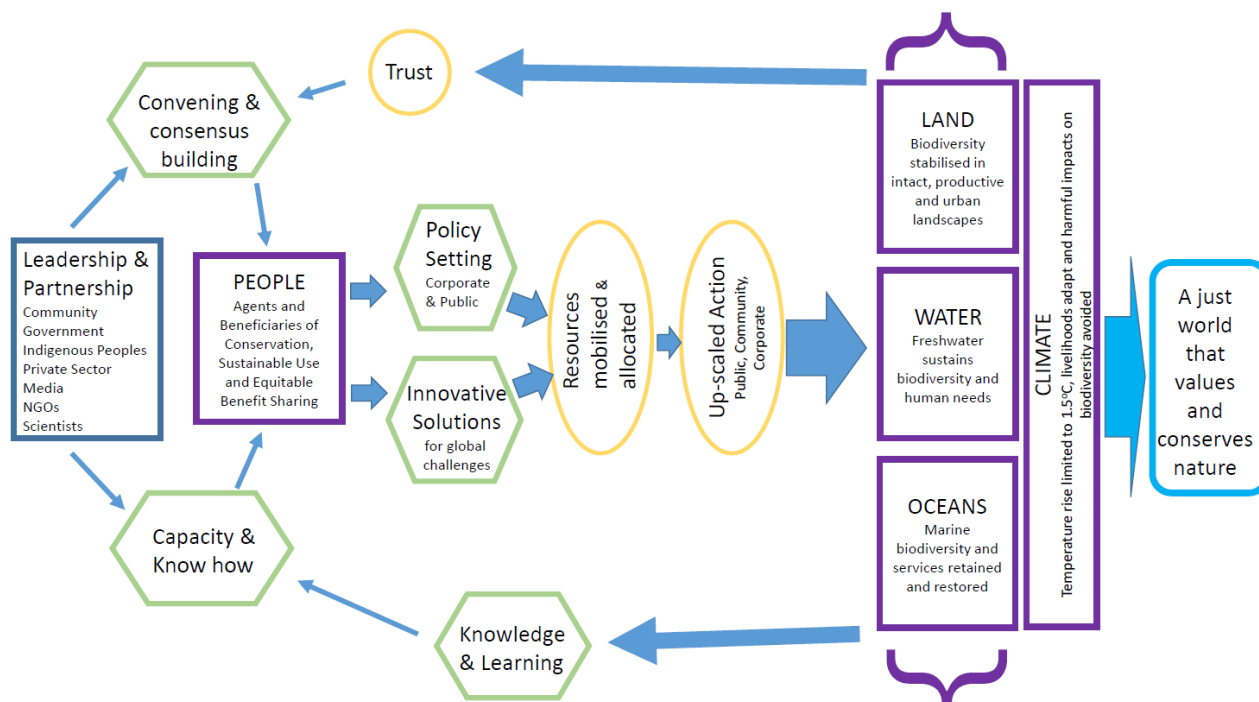 Trust
Convening &
consensus
building
Leadership &
Partnership
Community
Government
Indigenous Peoples
Private Sector
Media
NGOs
Scientists
PEOPLE
Agents and
Beneficiaries of
Conservation,
Sustainable Use
and Equitable
Benefit Sharing
Capacity &
Know how
Policy
Setting
Corporate
& Public
Innovative
Solutions
for global
challenges
Knowledge
& Learning
Resources
mobilised &
allocated
Up-scaled Action
Public, Community,
Corporate
LAND
Biodiversity
stabilised in
intact, productive
and urban
landscapes
WATER
Freshwater
sustains
biodiversity and
human needs
OCEANS
Marine
biodiversity and
services retained
and restored
CLIMATE
Temperature rise limited to 1.5°C, livelihoods adapt and harmful impacts on
biodiversity avoided
A just
world
that
values
and
conserves
nature